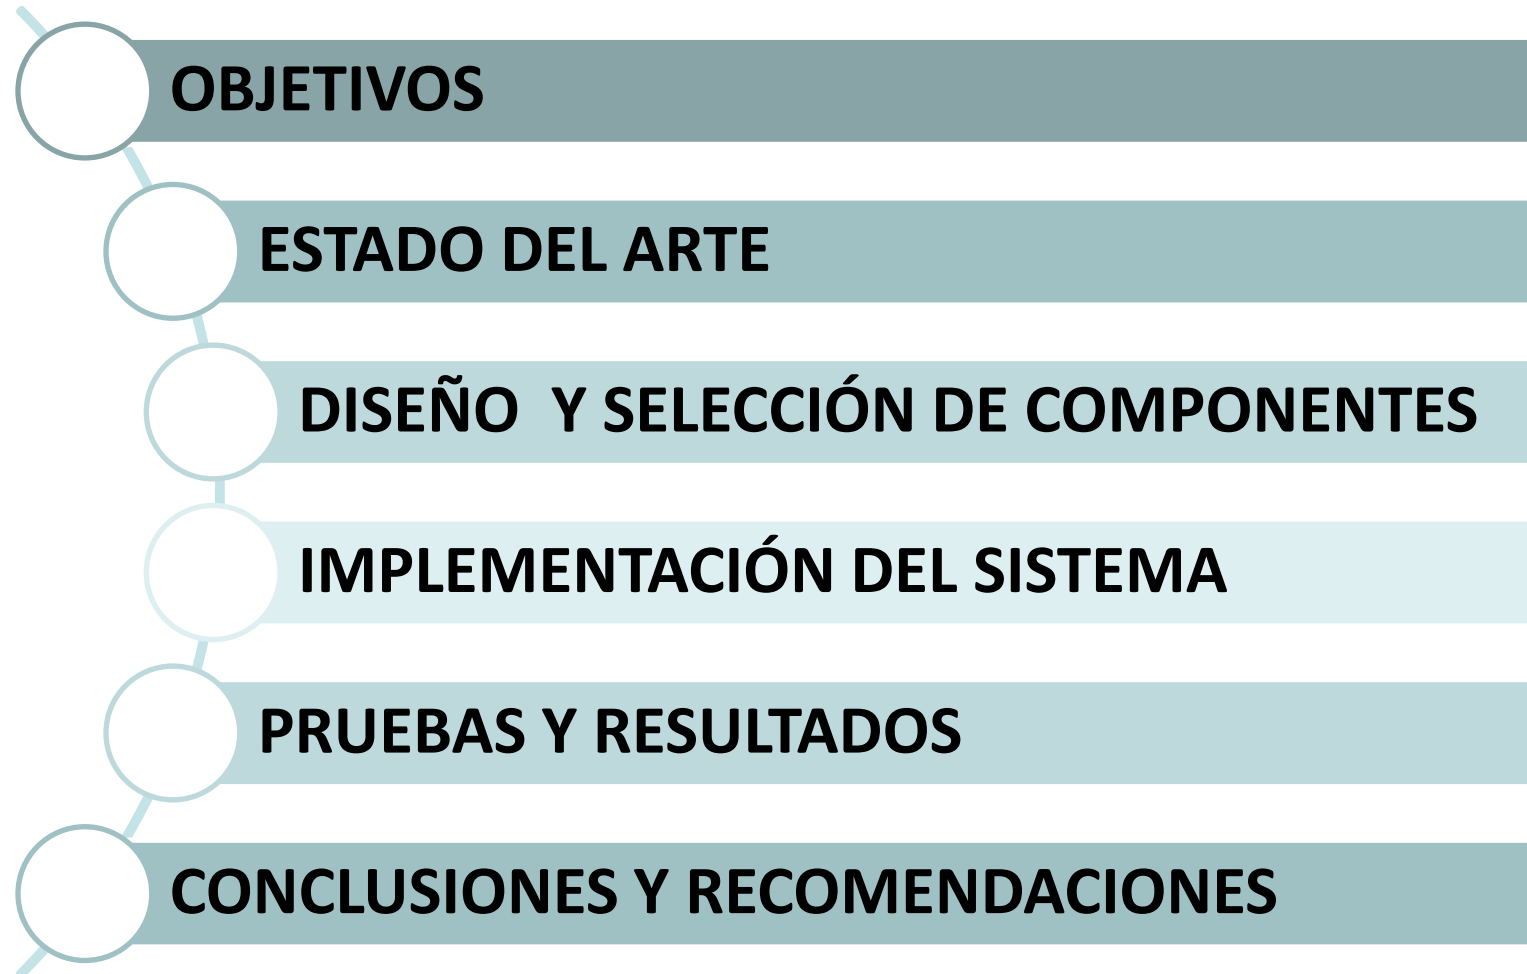 OBJETIVOS
ESTADO DEL ARTE
DISEÑO  Y SELECCIÓN DE COMPONENTES
IMPLEMENTACIÓN DEL SISTEMA
PRUEBAS Y RESULTADOS
CONCLUSIONES Y RECOMENDACIONES